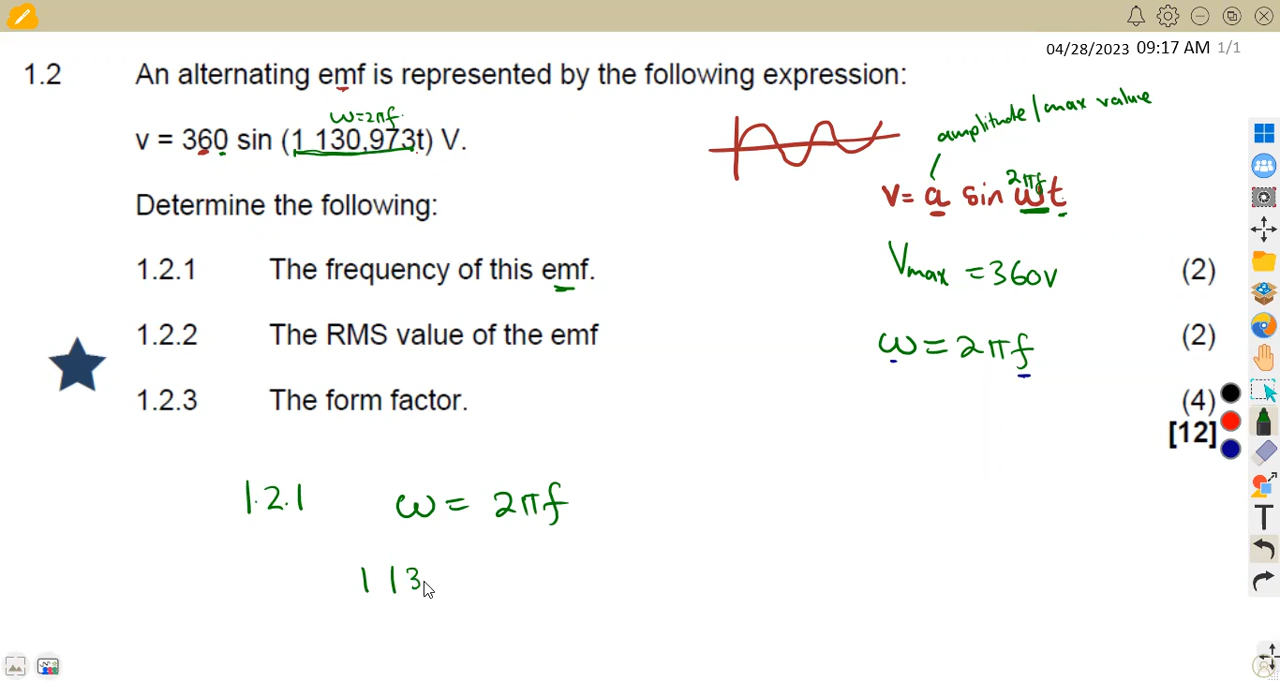 04/28/2023 09:17 AM 1/1
1.2 An alternating emf is represented by the following expression:
ω=2πf
amplitude/max value
v = 360 sin (1 130,973t) V.
2πf
v= a sin ωt
Determine the following:
Vmax =360v
1.2.1 The frequency of this emf. (2)
1.2.2 The RMS value of the emf (2)
ω=2πf
1.2.3 The form factor. (4)
[12]
1.2.1 ω= 2πf
1 13
T